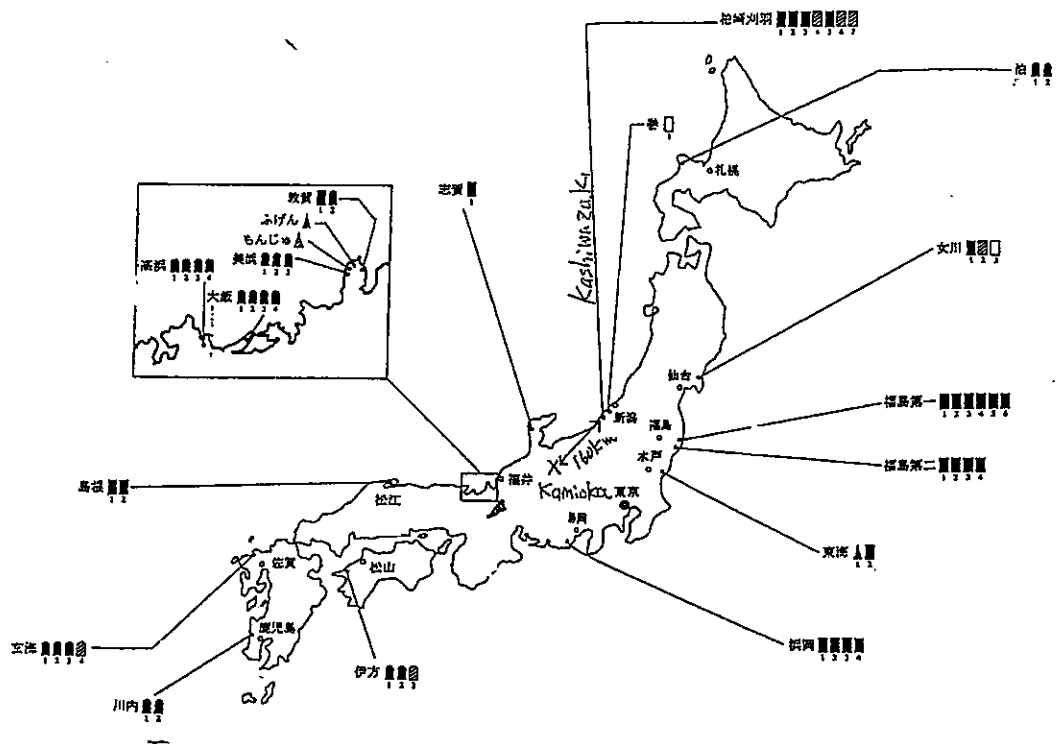 柏崎刈羽
1 2 3 4 5 6 7
泊
1 2
巻
1
札幌
Kashiwazaki
志賀
1
敦賀
1 2
ふげん
もんじゅ
美浜
1 2 3
高浜
1 2 3 4
大飯
1 2 3 4
女川
1 2 3
仙台
新潟
福島
福島第一
1 2 3 4 5 6
水戸
福島第二
1 2 3 4
160km
X
福井
Kamioka
東京
島根
1 2
松江
静岡
東海
1 2
佐賀
松山
鹿児島
玄海
1 2 3 4
伊方
1 2 3
浜岡
1 2 3 4
川内
1 2